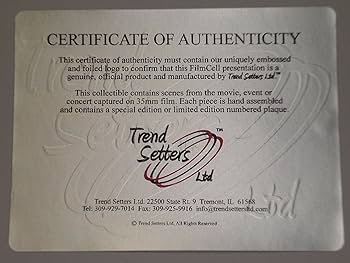 CERTIFICATE OF AUTHENTICITY
This certificate of authenticity must contain our uniquely embossed
and foiled logo to confirm that this FilmCell presentation is a
genuine, official product and manufactured by Trend Setters Ltd™
This collectible contains scenes from the movie, event or
concert captured on 35mm film. Each piece is hand assembled
and contains a special edition or limited edition numbered plaque.
Trend ™
Setters
Ltd
Trend Setters Ltd. 22500 State Rt. 9 Tremont, IL. 61568
Tel: 309-929-7014 Fax: 309-925-9916 info@trendsettersltd.com
© Trend Setters Ltd, All Rights Reserved